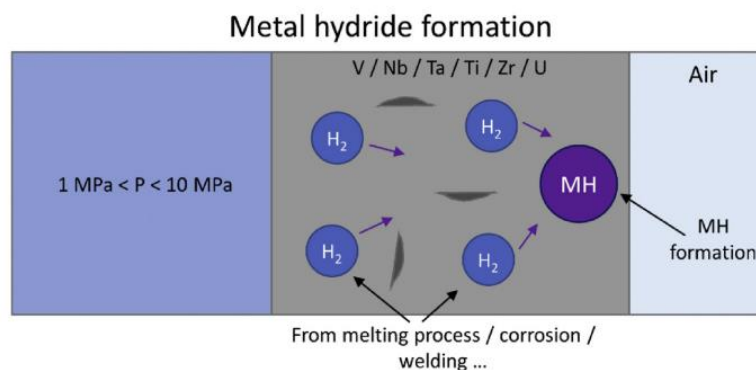 Metal hydride formation
V / Nb / Ta / Ti / Zr / U
Air
H₂
H₂
1 MPa < P < 10 MPa
MH
MH
formation
H₂
H₂
From melting process / corrosion /
welding ...